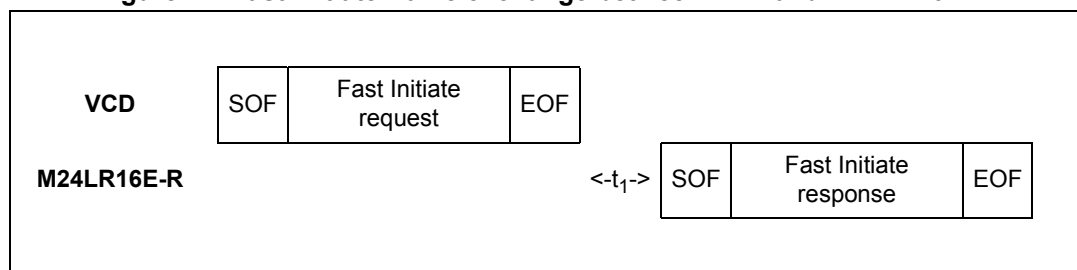 VCD SOF Fast Initiate request EOF
M24LR16E-R <-t1-> SOF Fast Initiate response EOF